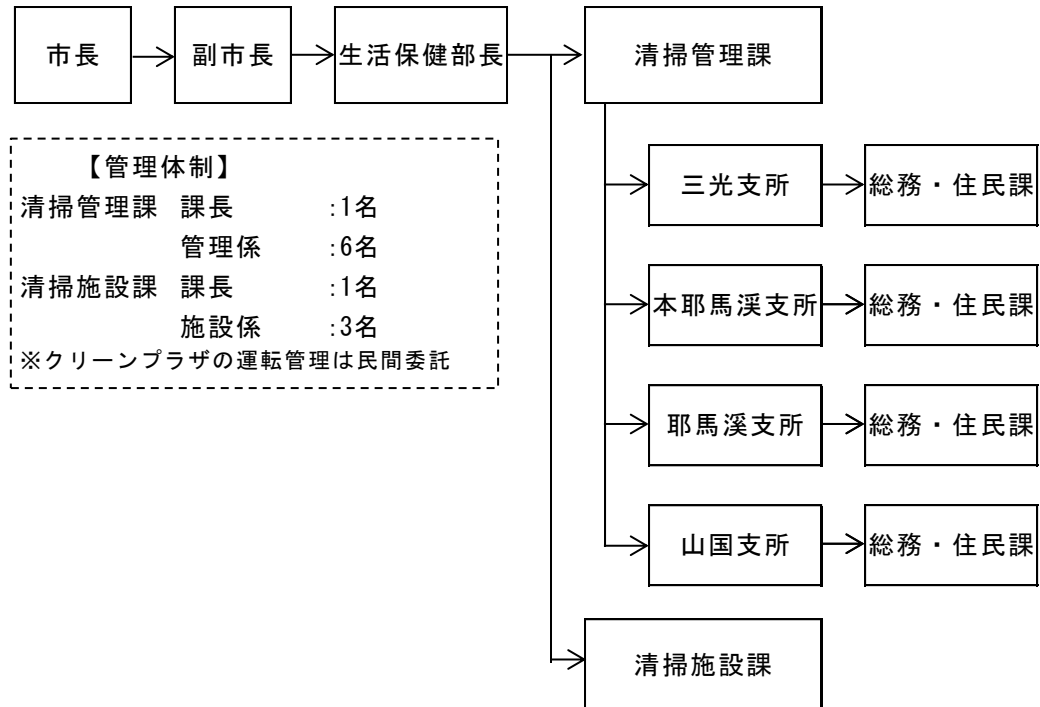 市長
副市長
生活保健部長
清掃管理課
【管理体制】
清掃管理課 課長 :1名
管理係 :6名
清掃施設課 課長 :1名
施設係 :3名
※クリーンプラザの運転管理は民間委託
三光支所
総務・住民課
本耶馬溪支所
総務・住民課
耶馬溪支所
総務・住民課
山国支所
総務・住民課
清掃施設課